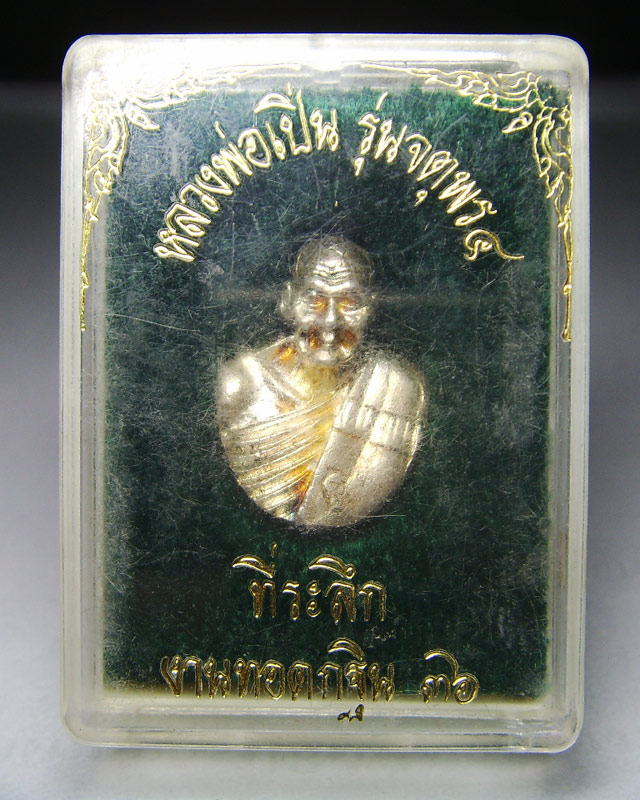 หลวงพ่อเปิ่น รุ่นจตุพร๔
ที่ระลึก
งานทอดกฐิน ๓๖